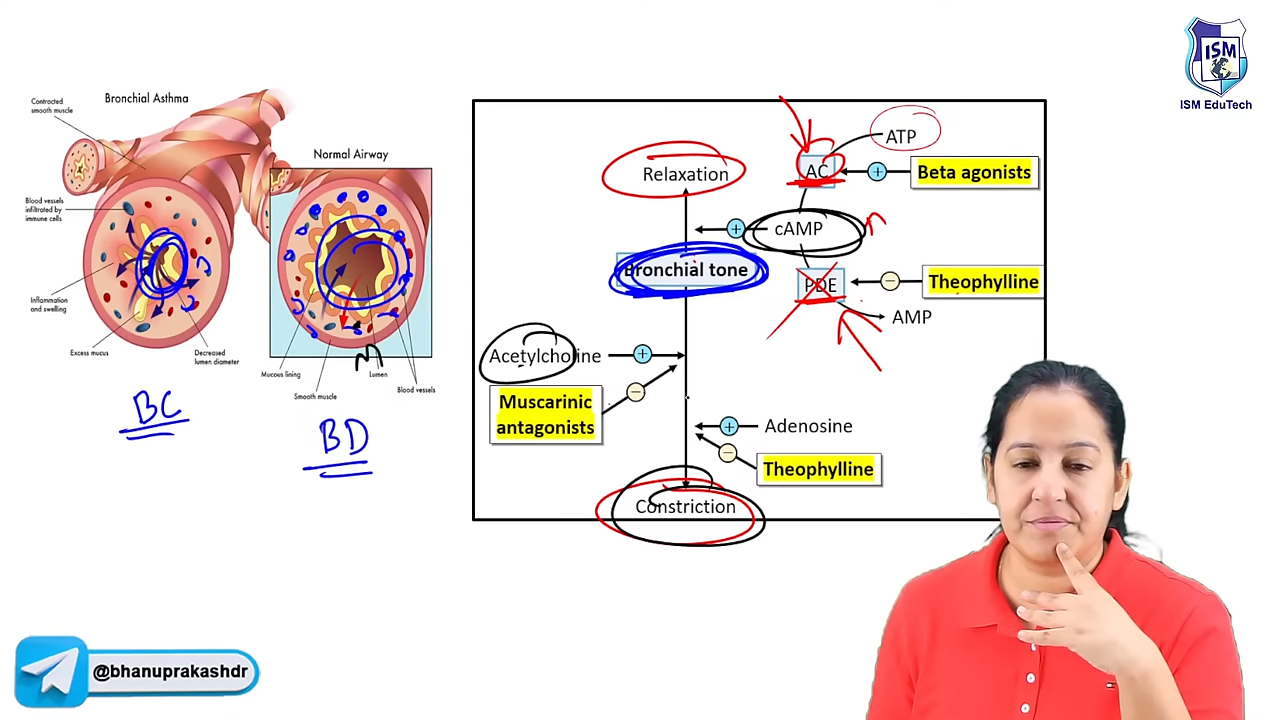 ISM
ISM EduTech
Bronchial Asthma
Contracted
smooth muscle
Blood vessels
infiltrated by
immune cells
Inflammation
and swelling
Excess mucus
Decreased
lumen diameter
BC
Normal Airway
Mucous lining
Smooth muscle
Lumen
Blood vessels
M
BD
Relaxation
ATP
AC
+
Beta agonists
+
cAMP
Bronchial tone
PDE
−
Theophylline
AMP
Acetylcholine
+
Muscarinic
antagonists
−
+
Adenosine
−
Theophylline
Constriction
@bhanuprakashdr